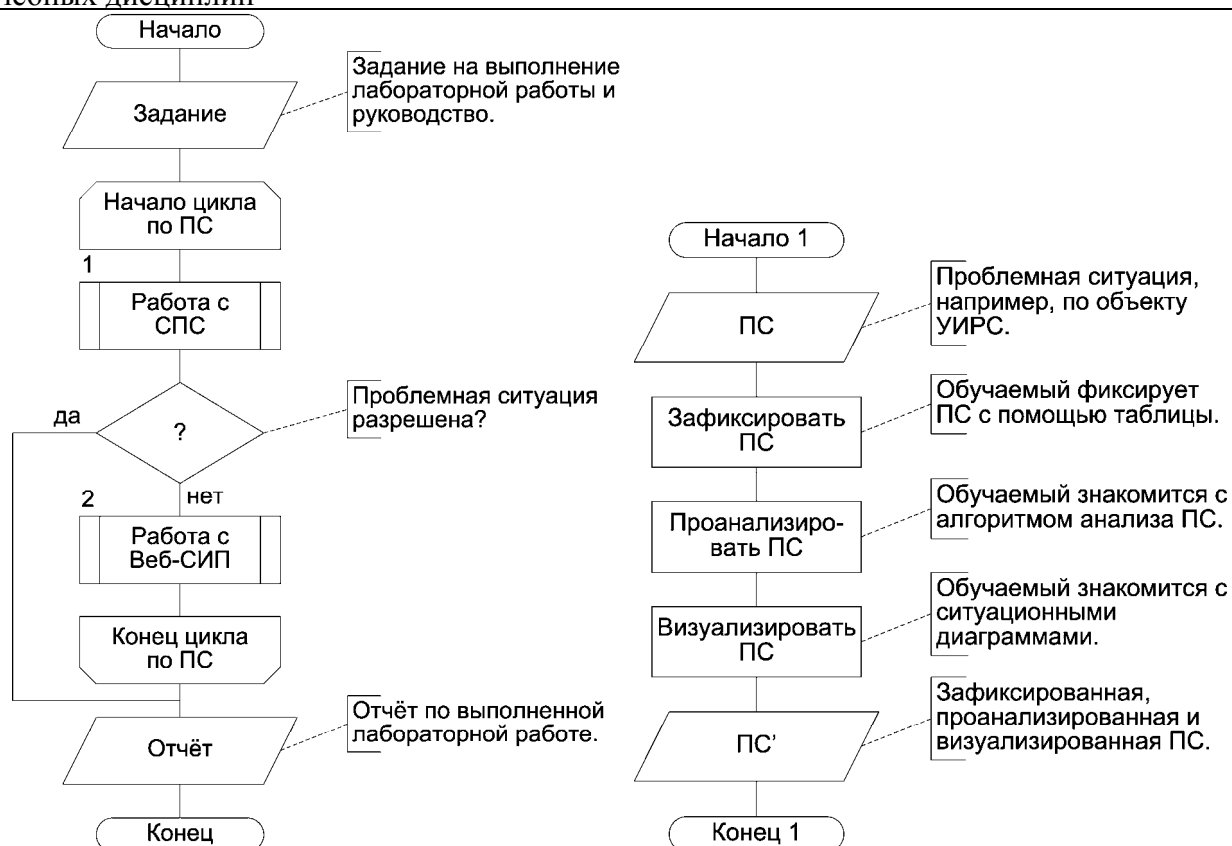 Начало
Задание
Задание на выполнение
лабораторной работы и
руководство.
Начало цикла
по ПС
1
Работа с
СПС
да
?
Проблемная ситуация
разрешена?
нет
2
Работа с
Веб-СИП
Конец цикла
по ПС
Отчёт
Отчёт по выполненной
лабораторной работе.
Конец
Начало 1
ПС
Проблемная ситуация,
например, по объекту
УИРС.
Зафиксировать
ПС
Обучаемый фиксирует
ПС с помощью таблицы.
Проанализиро-
вать ПС
Обучаемый знакомится с
алгоритмом анализа ПС.
Визуализировать
ПС
Обучаемый знакомится с
ситуационными
диаграммами.
ПС’
Зафиксированная,
проанализированная и
визуализированная ПС.
Конец 1